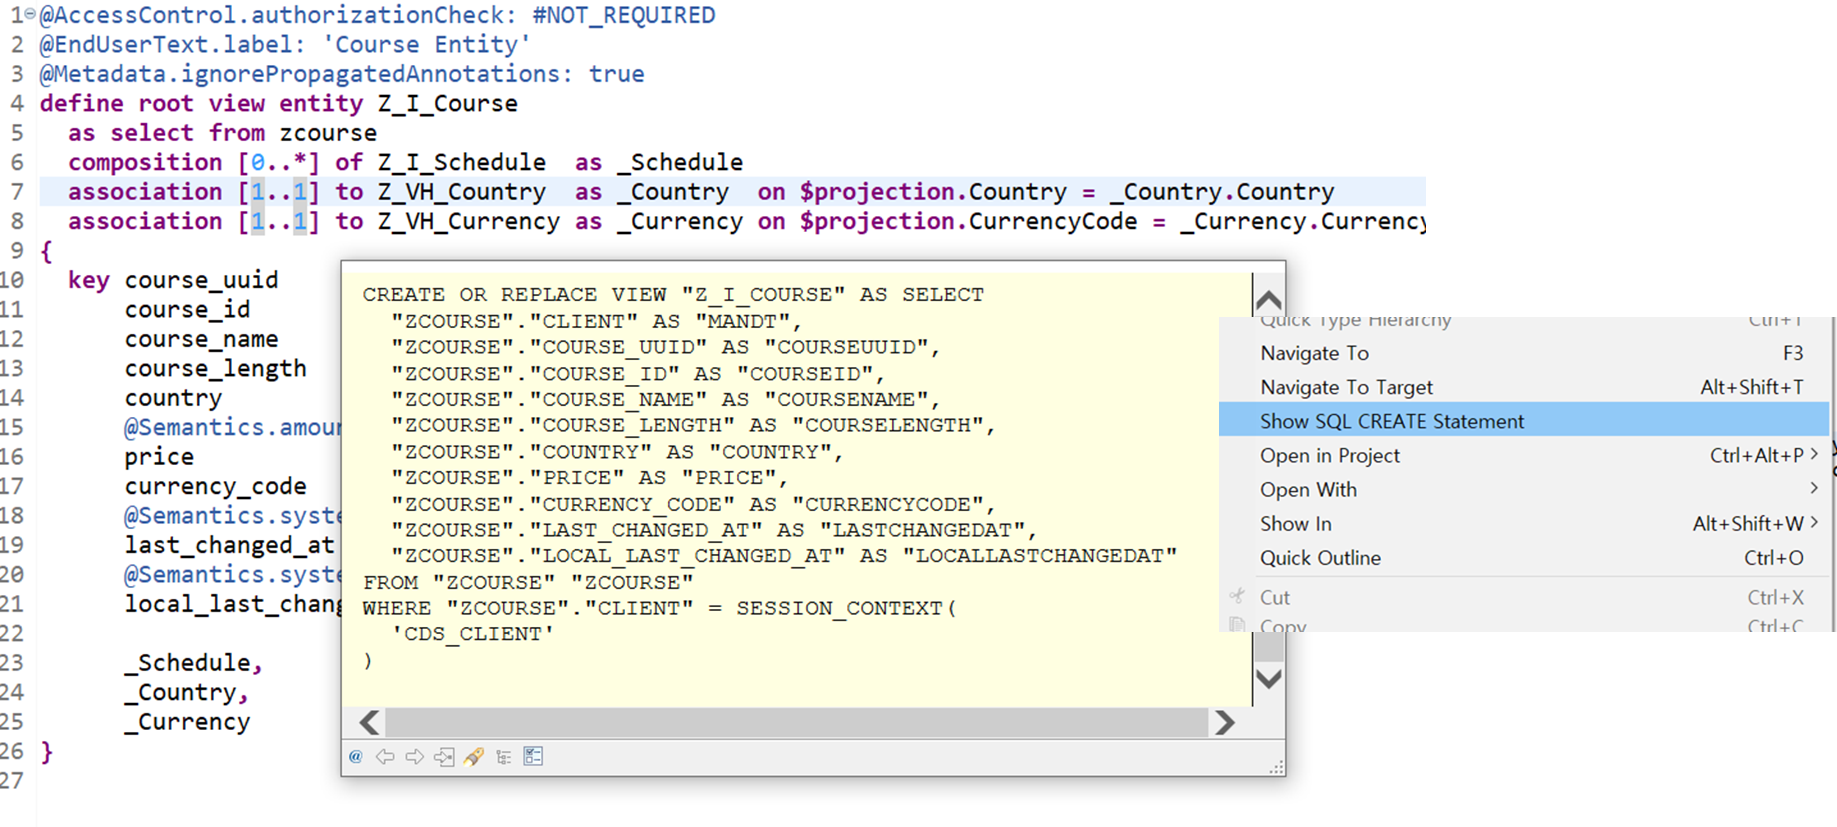 1 @AccessControl.authorizationCheck: #NOT_REQUIRED
2 @EndUserText.label: 'Course Entity'
3 @Metadata.ignorePropagatedAnnotations: true
4 define root view entity Z_I_Course
5 as select from zcourse
6 composition [0..*] of Z_I_Schedule as _Schedule
7 association [1..1] to Z_VH_Country as _Country on $projection.Country = _Country.Country
8 association [1..1] to Z_VH_Currency as _Currency on $projection.CurrencyCode = _Currency.Currency
9 {
10 key course_uuid
11 course_id
12 course_name
13 course_length
14 country
15 @Semantics.amoun
16 price
17 currency_code
18 @Semantics.syste
19 last_changed_at
20 @Semantics.syste
21 local_last_chang
22
23 _Schedule,
24 _Country,
25 _Currency
26 }
27
CREATE OR REPLACE VIEW "Z_I_COURSE" AS SELECT
"ZCOURSE"."CLIENT" AS "MANDT",
"ZCOURSE"."COURSE_UUID" AS "COURSEUUID",
"ZCOURSE"."COURSE_ID" AS "COURSEID",
"ZCOURSE"."COURSE_NAME" AS "COURSENAME",
"ZCOURSE"."COURSE_LENGTH" AS "COURSELENGTH",
"ZCOURSE"."COUNTRY" AS "COUNTRY",
"ZCOURSE"."PRICE" AS "PRICE",
"ZCOURSE"."CURRENCY_CODE" AS "CURRENCYCODE",
"ZCOURSE"."LAST_CHANGED_AT" AS "LASTCHANGEDAT",
"ZCOURSE"."LOCAL_LAST_CHANGED_AT" AS "LOCALLASTCHANGEDAT"
FROM "ZCOURSE" "ZCOURSE"
WHERE "ZCOURSE"."CLIENT" = SESSION_CONTEXT(
'CDS_CLIENT'
)
Quick Type Hierarchy Ctrl+T
Navigate To F3
Navigate To Target Alt+Shift+T
Show SQL CREATE Statement
Open in Project Ctrl+Alt+P >
Open With >
Show In Alt+Shift+W >
Quick Outline Ctrl+O
Cut Ctrl+X
Copy Ctrl+C